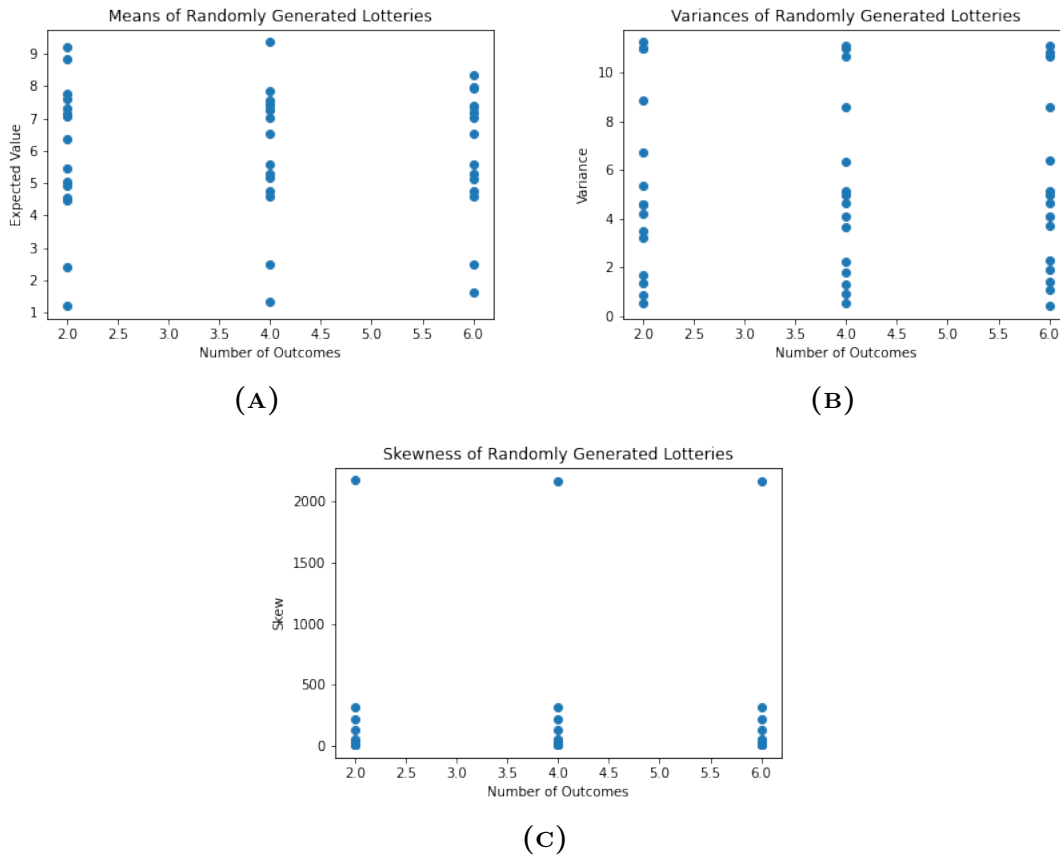 Means of Randomly Generated Lotteries
9
8
7
6
5
4
3
2
1
Expected Value
2.0 2.5 3.0 3.5 4.0 4.5 5.0 5.5 6.0
Number of Outcomes
(A)
Variances of Randomly Generated Lotteries
10
8
6
4
2
0
Variance
2.0 2.5 3.0 3.5 4.0 4.5 5.0 5.5 6.0
Number of Outcomes
(B)
Skewness of Randomly Generated Lotteries
2000
1500
1000
500
0
Skew
2.0 2.5 3.0 3.5 4.0 4.5 5.0 5.5 6.0
Number of Outcomes
(C)